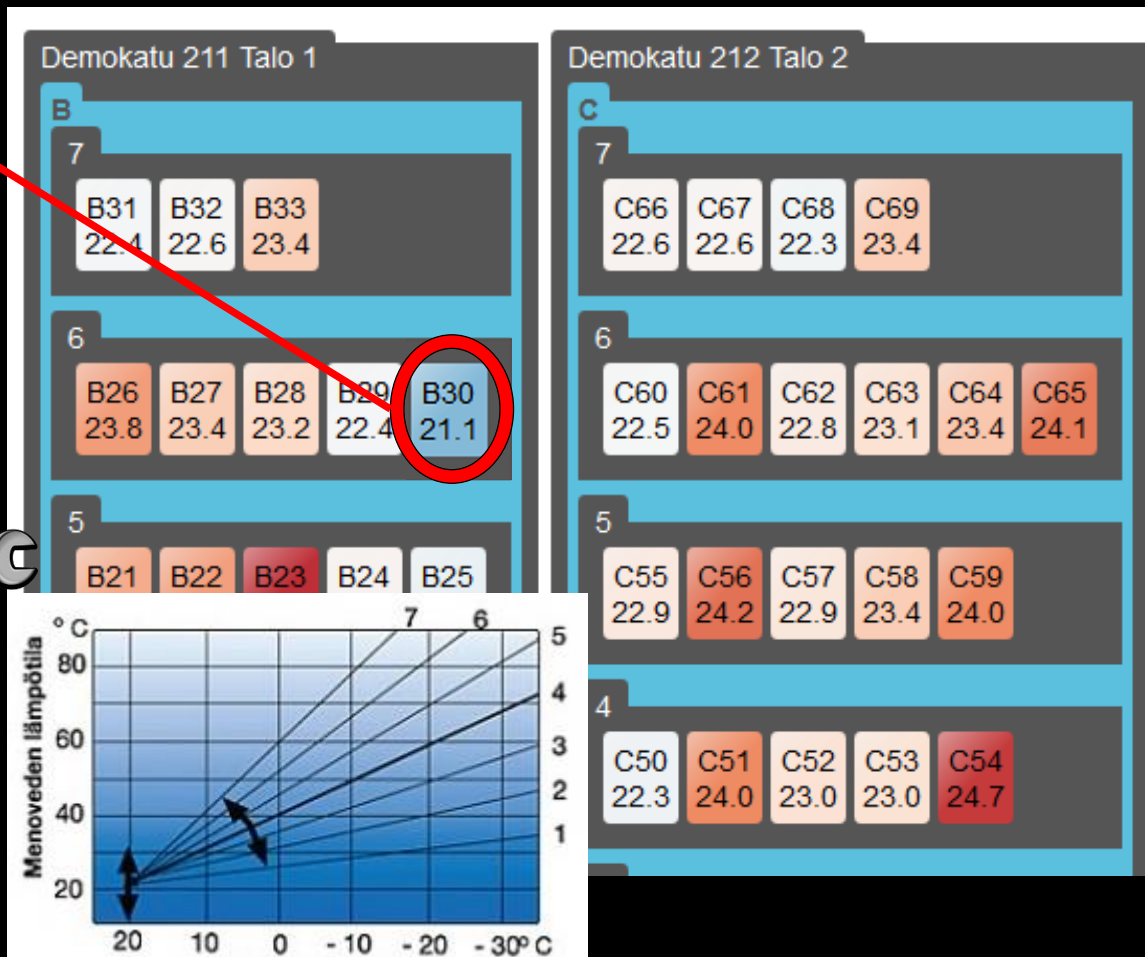 Demokatu 211 Talo 1
B
7
B31 B32 B33
22.4 22.6 23.4
6
B26 B27 B28 B29 B30
23.8 23.4 23.2 22.4 21.1
5
B21 B22 B23 B24 B25
Demokatu 212 Talo 2
C
7
C66 C67 C68 C69
22.6 22.6 22.3 23.4
6
C60 C61 C62 C63 C64 C65
22.5 24.0 22.8 23.1 23.4 24.1
5
C55 C56 C57 C58 C59
22.9 24.2 22.9 23.4 24.0
4
C50 C51 C52 C53 C54
22.3 24.0 23.0 23.0 24.7
° C
Menoveden lämpötila
80
60
40
20
7 6
5
4
3
2
1
20 10 0 - 10 - 20 - 30° C